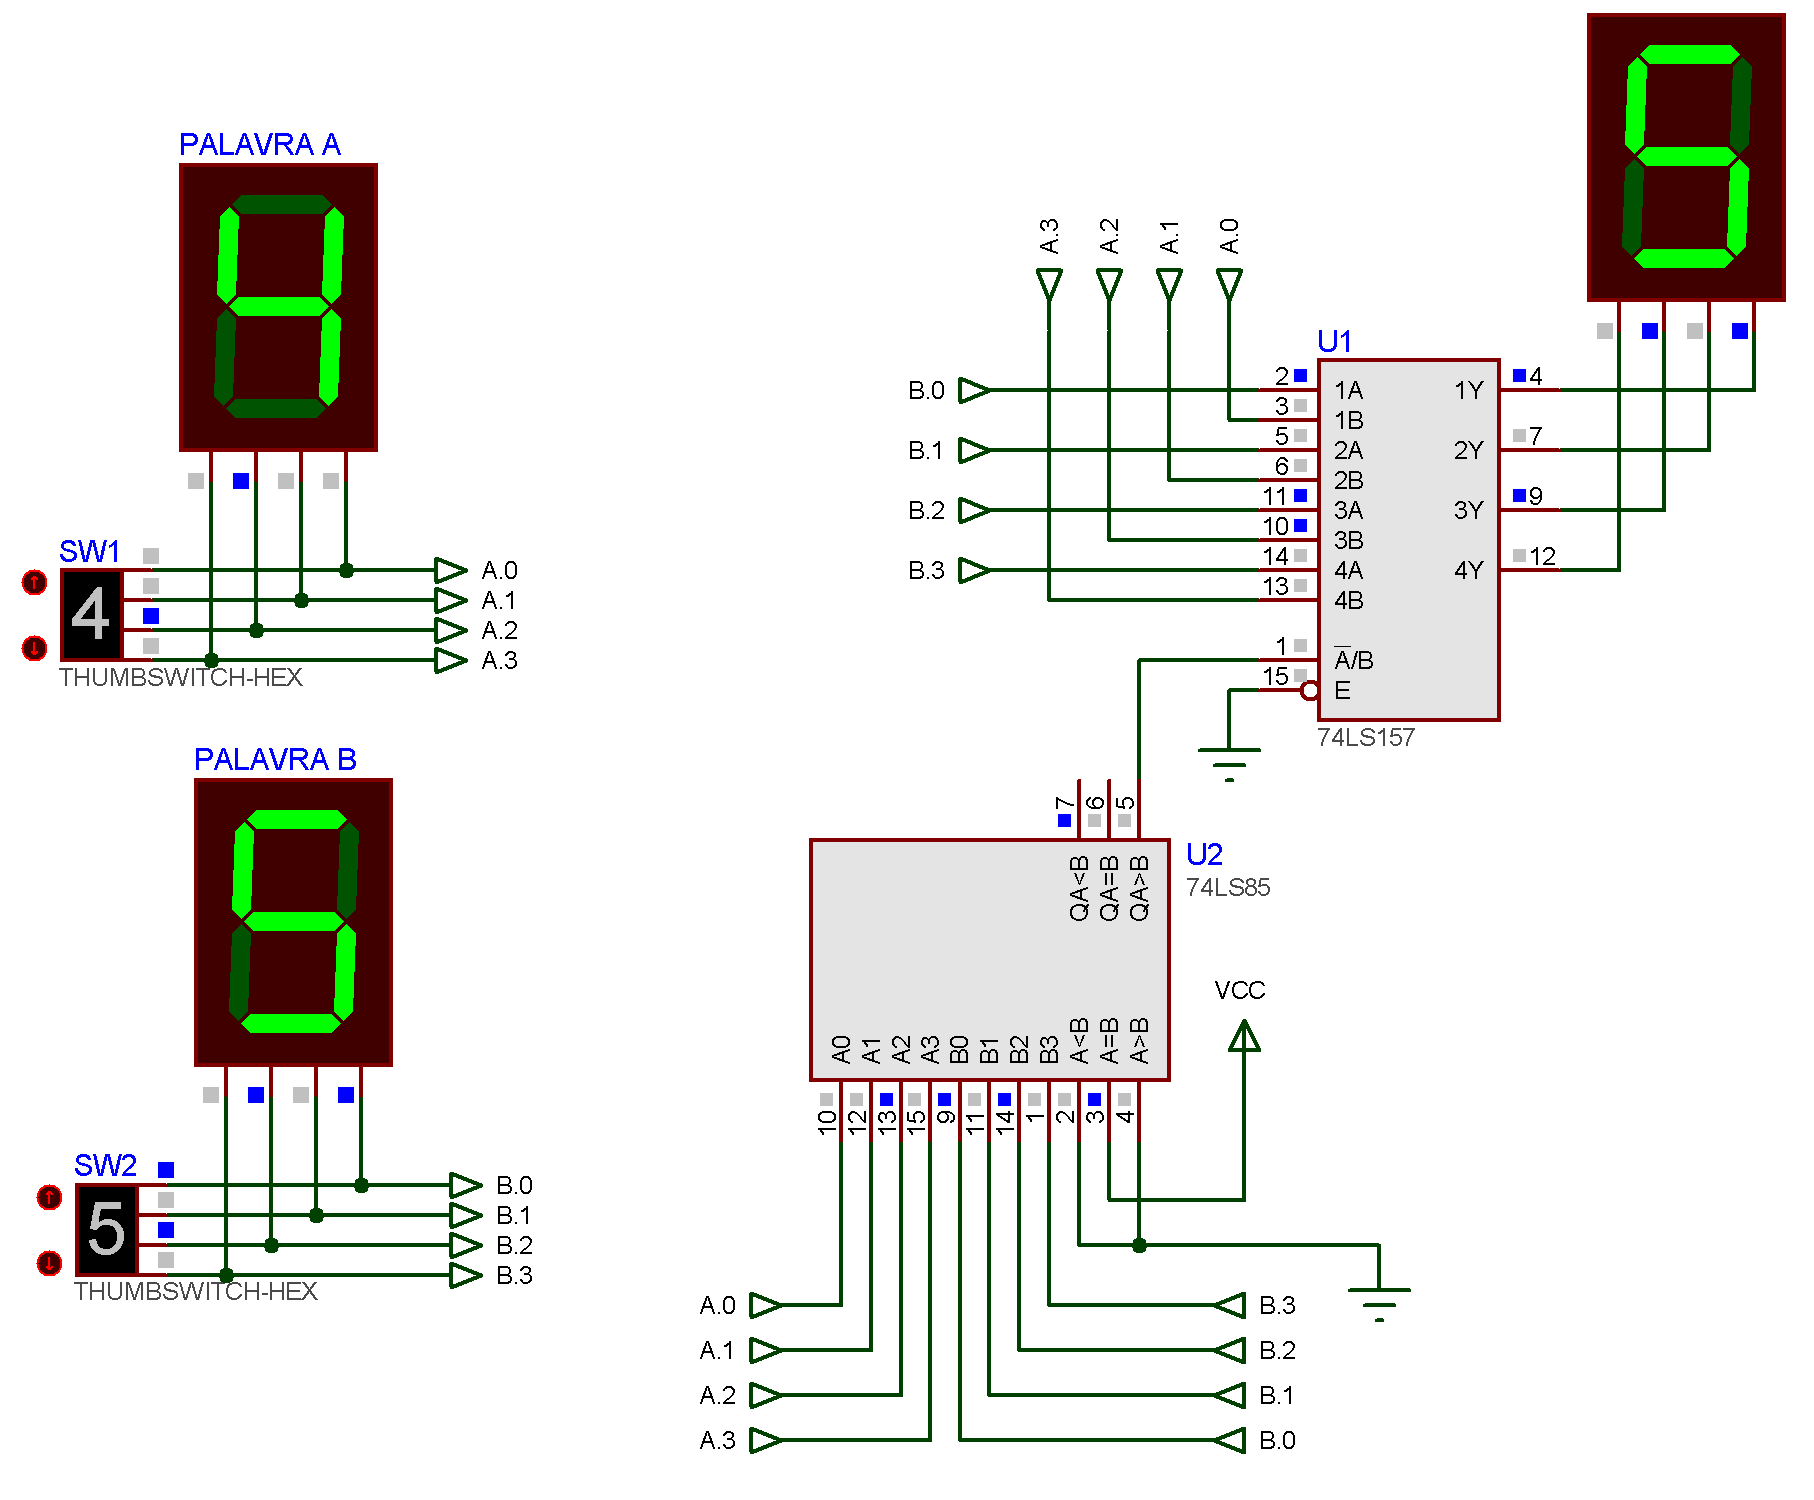 PALAVRA A
4
SW1
4
THUMBSWITCH-HEX
A.0
A.1
A.2
A.3
PALAVRA B
5
SW2
5
THUMBSWITCH-HEX
B.0
B.1
B.2
B.3
5
A.3 A.2 A.1 A.0
B.0
B.1
B.2
B.3
U1
2 1A 1Y 4
3 1B
5 2A 2Y 7
6 2B
11 3A 3Y 9
10 3B
14 4A 4Y 12
13 4B
1 A/B
15 E
74LS157
7 6 5
QA<B QA=B QA>B
U2
74LS85
VCC
A0 A1 A2 A3 B0 B1 B2 B3 A<B A=B A>B
10 12 13 15 9 11 14 1 2 3 4
A.0 B.3
A.1 B.2
A.2 B.1
A.3 B.0